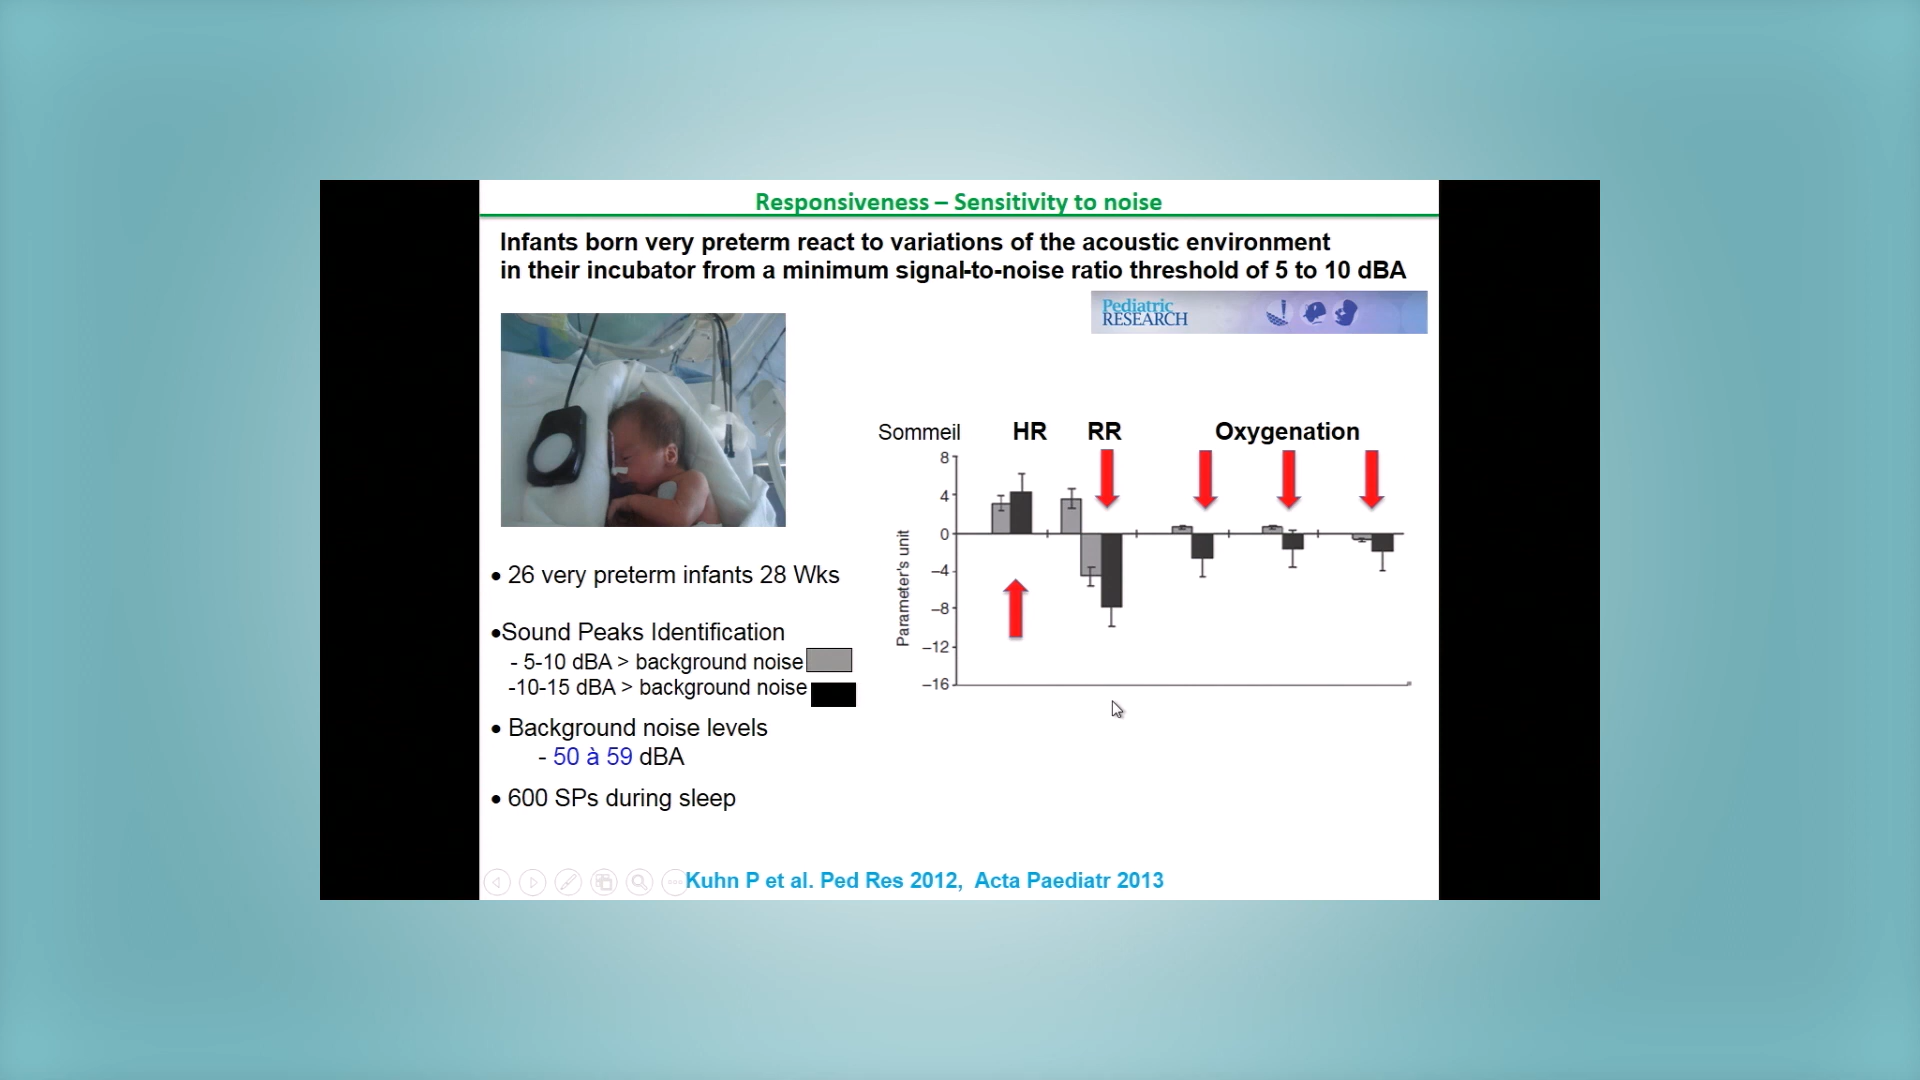 Responsiveness – Sensitivity to noise
Infants born very preterm react to variations of the acoustic environment
in their incubator from a minimum signal-to-noise ratio threshold of 5 to 10 dBA
Pediatric
RESEARCH
Sommeil HR RR Oxygenation
8
4
0
–4
–8
–12
–16
Parameter's unit
• 26 very preterm infants 28 Wks
•Sound Peaks Identification
- 5-10 dBA > background noise
-10-15 dBA > background noise
• Background noise levels
- 50 à 59 dBA
• 600 SPs during sleep
Kuhn P et al. Ped Res 2012, Acta Paediatr 2013